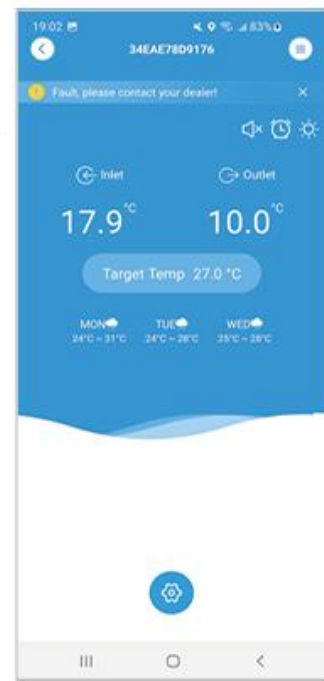 19:02 83%
34EAE78D9176
Fault, please contact your dealer!
Inlet Outlet
17.9°C 10.0°C
Target Temp 27.0 °C
MON TUE WED
24°C ~ 31°C 24°C ~ 28°C 25°C ~ 28°C